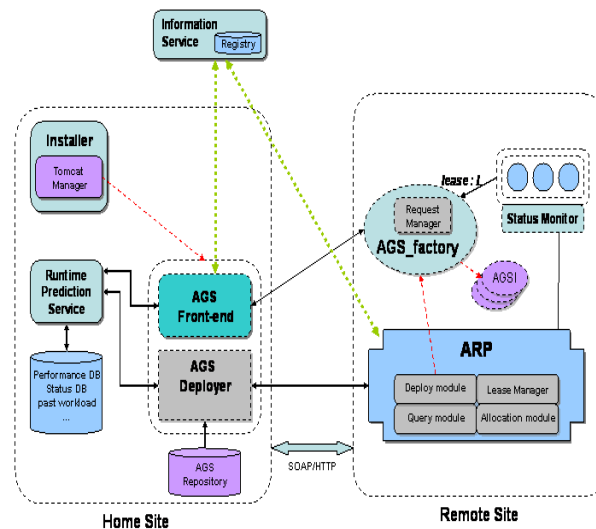 Information
Service
Registry
Installer
Tomcat
Manager
lease : L
Request
Manager
AGS_factory
Status Monitor
AGSI
Runtime
Prediction
Service
AGS
Front-end
AGS
Deployer
ARP
Deploy module
Lease Manager
Query module
Allocation module
Performance DB
Status DB
past workload
...
AGS
Repository
SOAP/HTTP
Home Site
Remote Site